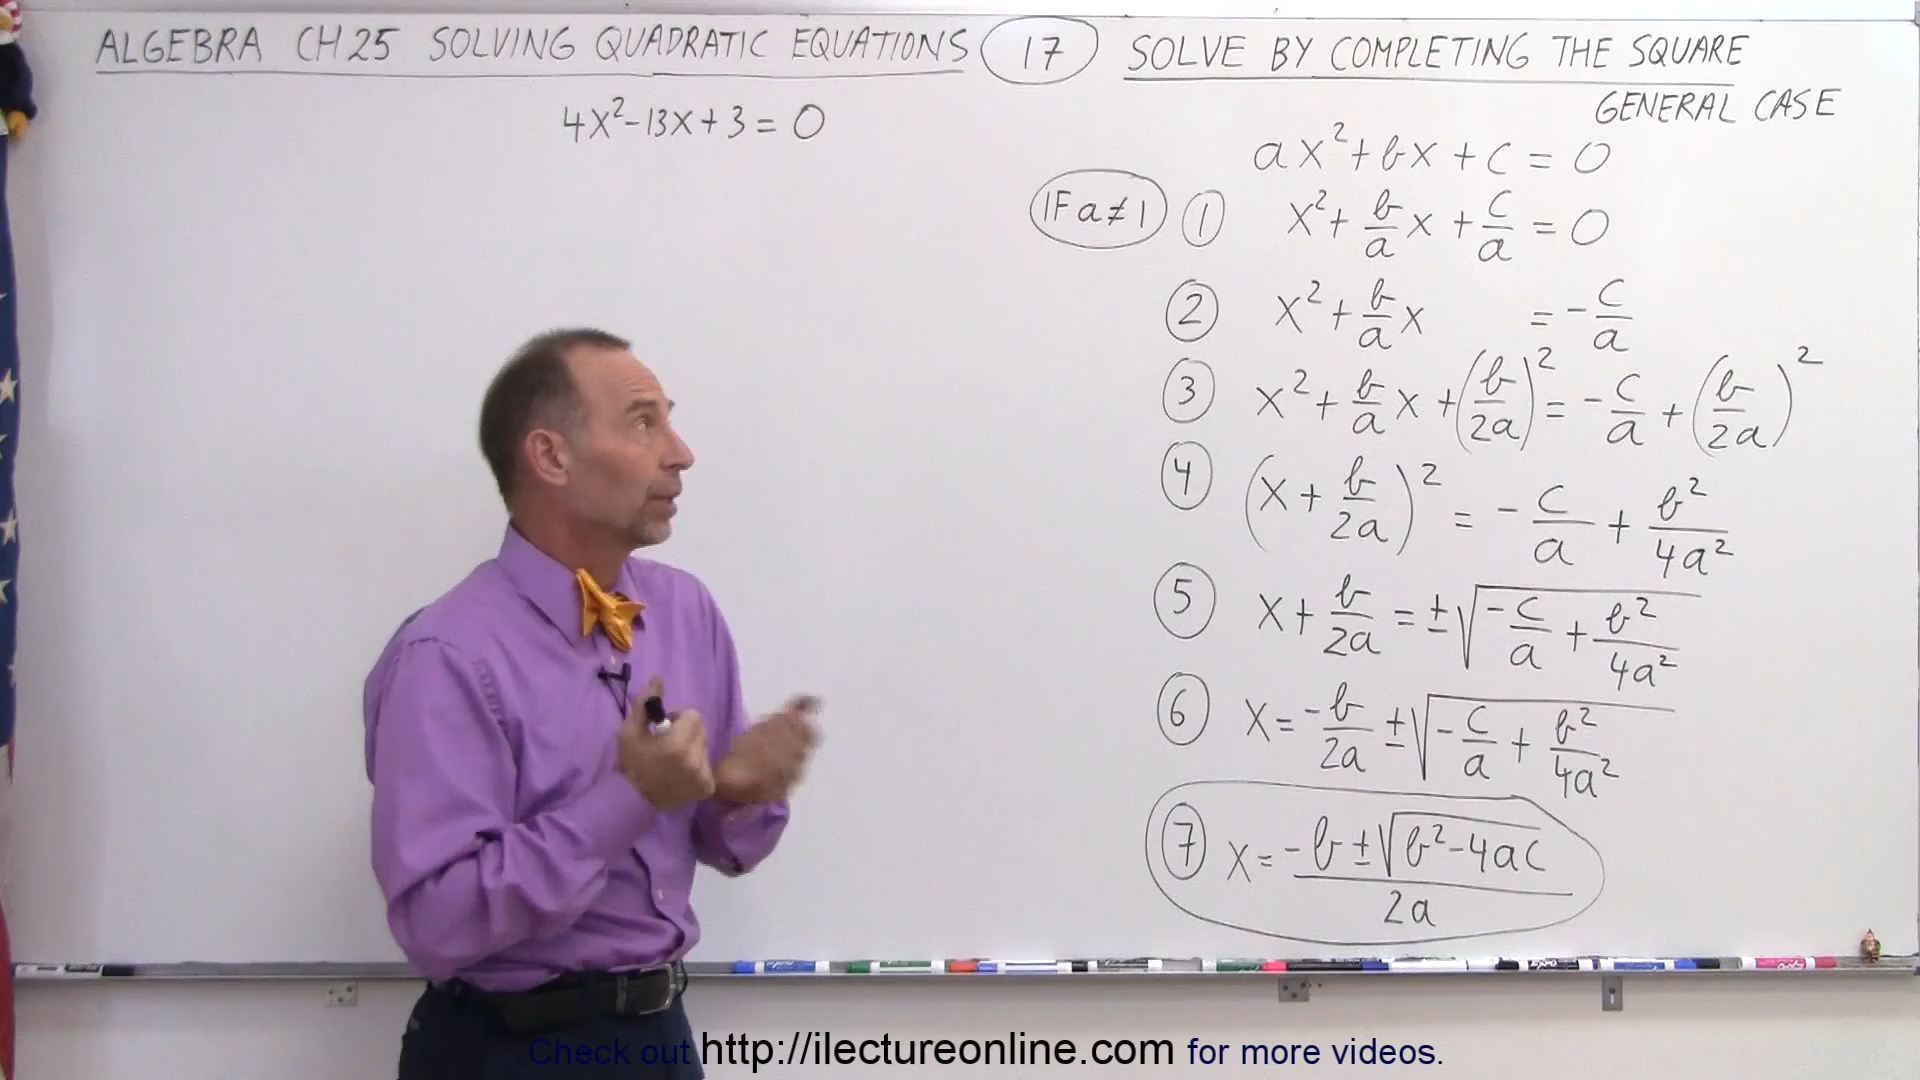 ALGEBRA CH 25 SOLVING QUADRATIC EQUATIONS 17 SOLVE BY COMPLETING THE SQUARE
GENERAL CASE
4x²-13x+3=0
ax²+bx+c=0
IF a≠1 ① x²+b/a x+c/a=0
② x²+b/a x =-c/a
③ x²+b/a x+(b/2a)²=-c/a+(b/2a)²
④ (x+b/2a)²=-c/a+b²/4a²
⑤ x+b/2a=±√(-c/a+b²/4a²)
⑥ x=-b/2a±√(-c/a+b²/4a²)
⑦ x=(-b±√(b²-4ac))/2a
Check out http://ilectureonline.com for more videos.